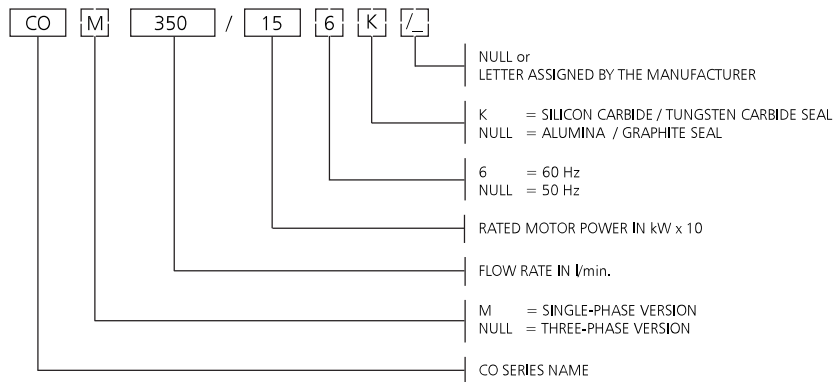 CO M 350 / 15 6 K /_
NULL or
LETTER ASSIGNED BY THE MANUFACTURER
K = SILICON CARBIDE / TUNGSTEN CARBIDE SEAL
NULL = ALUMINA / GRAPHITE SEAL
6 = 60 Hz
NULL = 50 Hz
RATED MOTOR POWER IN kW x 10
FLOW RATE IN l/min.
M = SINGLE-PHASE VERSION
NULL = THREE-PHASE VERSION
CO SERIES NAME